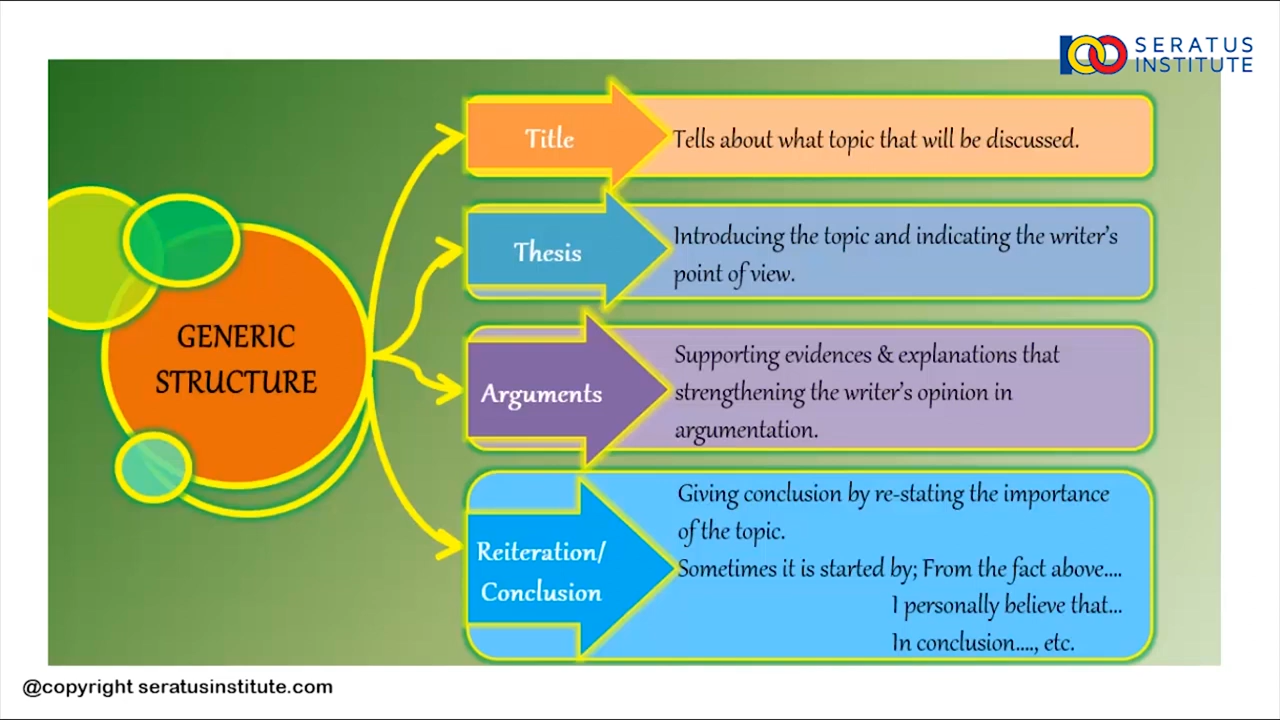 SERATUS
INSTITUTE
GENERIC
STRUCTURE
Title
Tells about what topic that will be discussed.
Thesis
Introducing the topic and indicating the writer's
point of view.
Arguments
Supporting evidences & explanations that
strengthening the writer's opinion in
argumentation.
Reiteration/
Conclusion
Giving conclusion by re-stating the importance
of the topic.
Sometimes it is started by; From the fact above....
I personally believe that...
In conclusion...., etc.
@copyright seratusinstitute.com